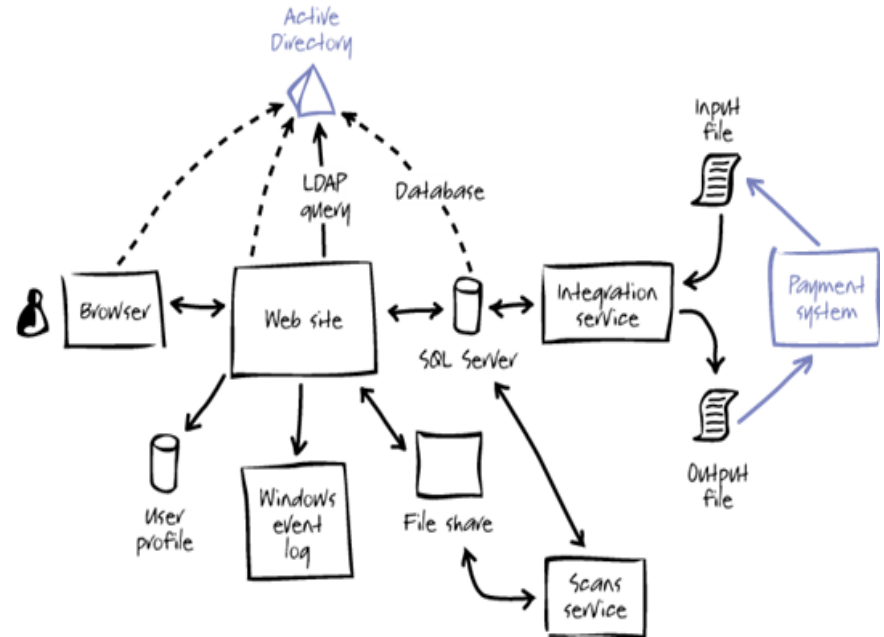 Active
Directory
Input
file
LDAP
query
Database
Browser
Web site
SQL Server
Integration
service
Payment
system
User
profile
Windows
event
log
File share
Output
file
Scans
service